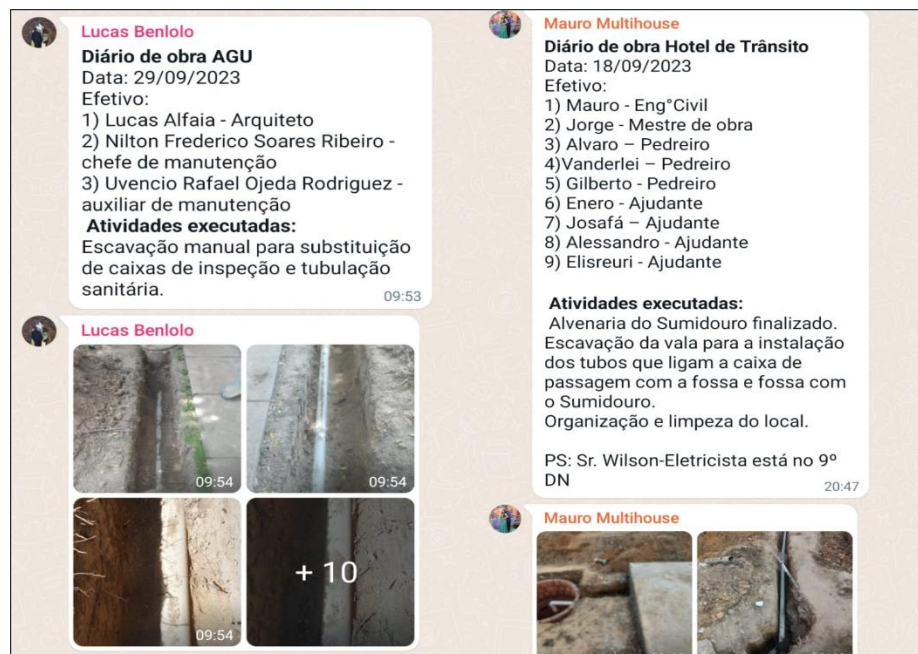 Lucas Benlolo
Diário de obra AGU
Data: 29/09/2023
Efetivo:
1) Lucas Alfaia - Arquiteto
2) Nilton Frederico Soares Ribeiro -
chefe de manutenção
3) Uvencio Rafael Ojeda Rodriguez -
auxiliar de manutenção
Atividades executadas:
Escavação manual para substituição
de caixas de inspeção e tubulação
sanitária.
09:53
Lucas Benlolo
09:54
09:54
09:54
+ 10
Mauro Multihouse
Diário de obra Hotel de Trânsito
Data: 18/09/2023
Efetivo:
1) Mauro - Eng°Civil
2) Jorge - Mestre de obra
3) Alvaro – Pedreiro
4)Vanderlei – Pedreiro
5) Gilberto - Pedreiro
6) Enero - Ajudante
7) Josafá – Ajudante
8) Alessandro - Ajudante
9) Elisreuri - Ajudante
Atividades executadas:
Alvenaria do Sumidouro finalizado.
Escavação da vala para a instalação
dos tubos que ligam a caixa de
passagem com a fossa e fossa com
o Sumidouro.
Organização e limpeza do local.
PS: Sr. Wilson-Eletricista está no 9º
DN
20:47
Mauro Multihouse